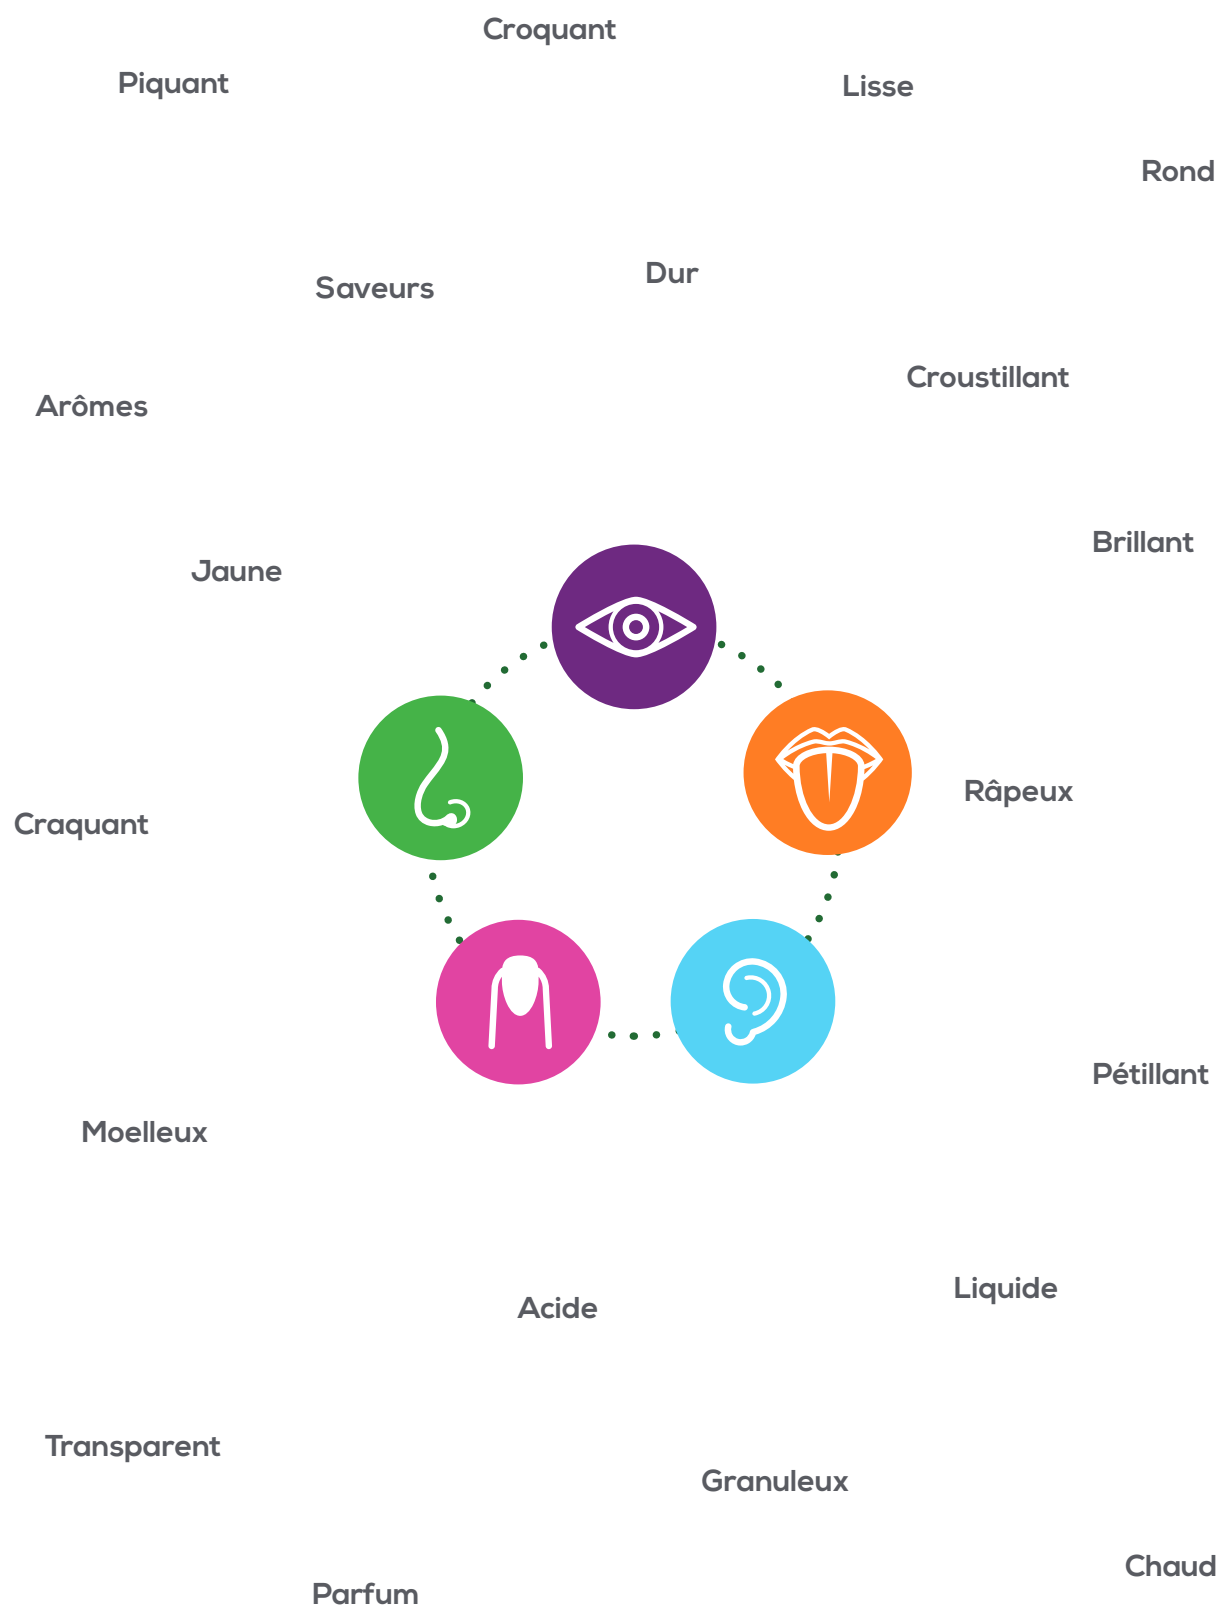 Croquant
Piquant
Lisse
Rond
Saveurs
Dur
Croustillant
Arômes
Brillant
Jaune
Râpeux
Craquant
Pétillant
Moelleux
Liquide
Acide
Transparent
Granuleux
Chaud
Parfum